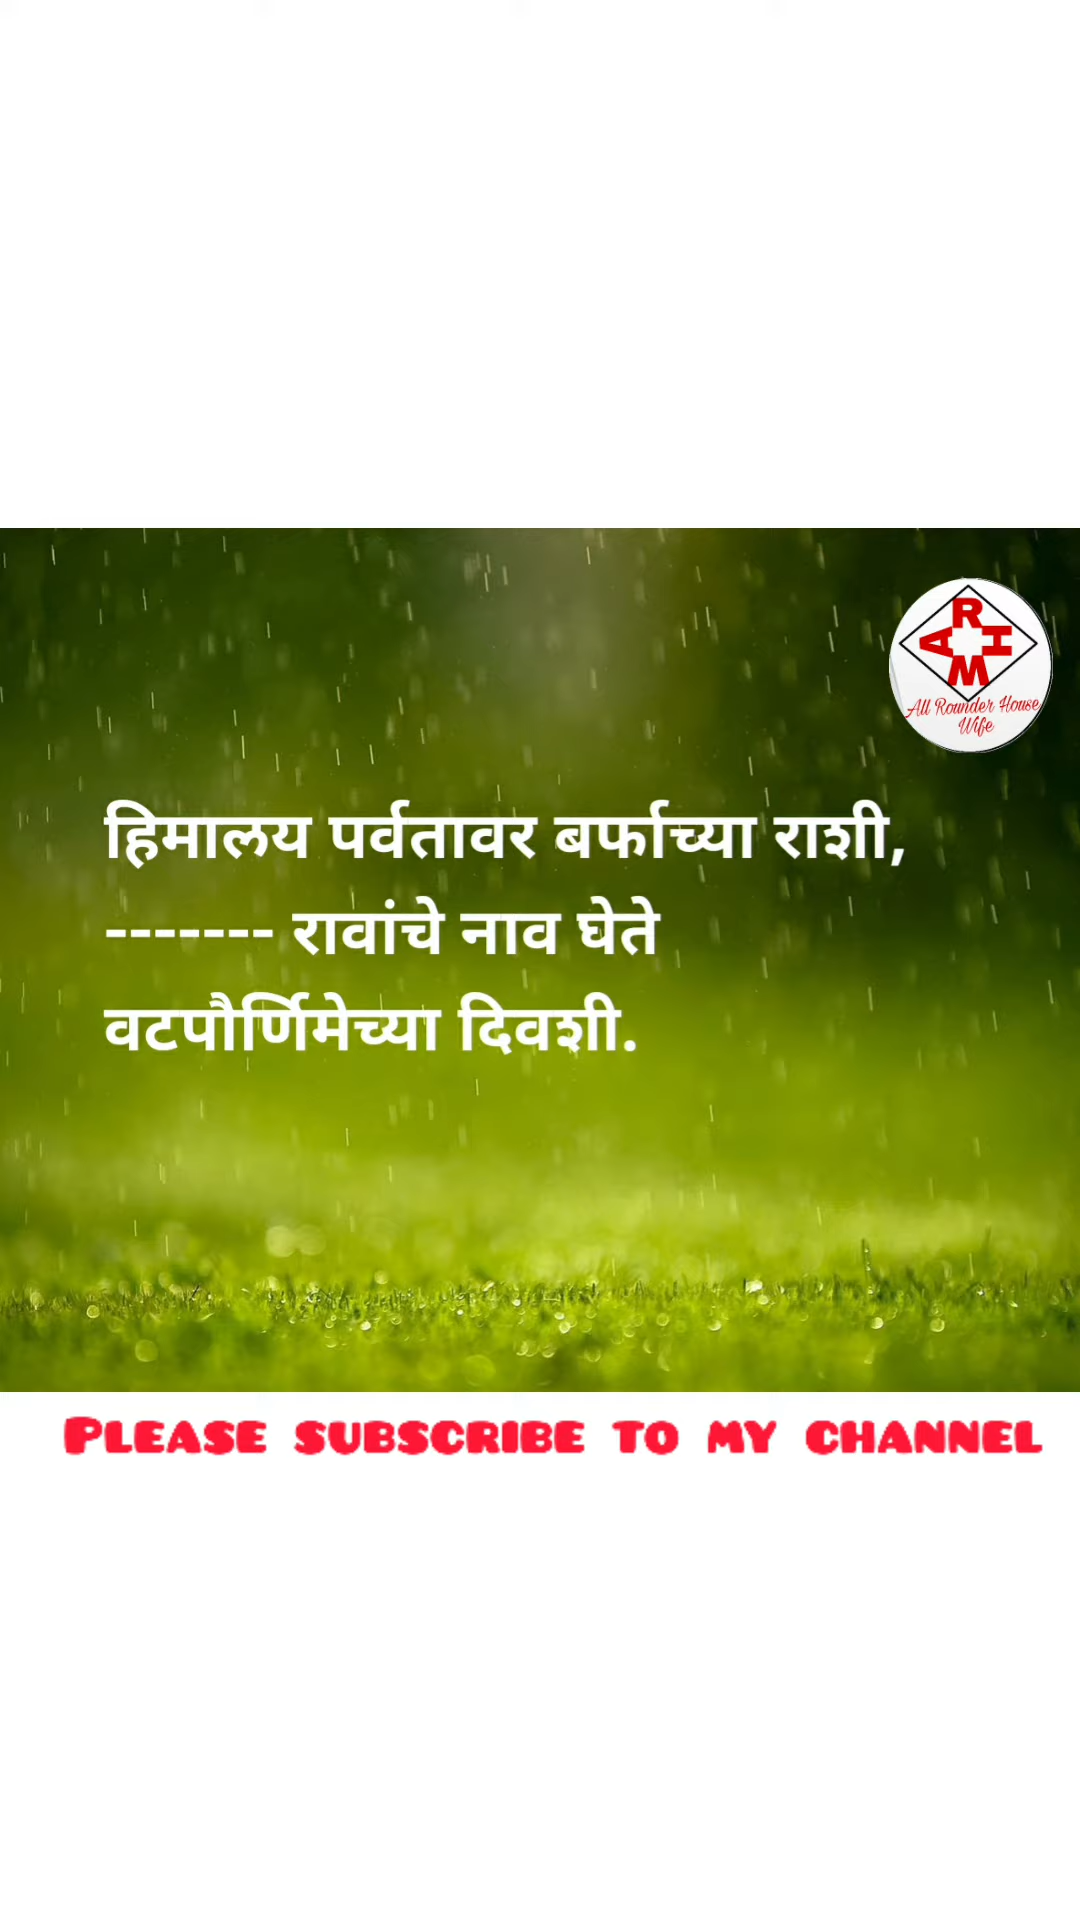 R
A H
M
All Rounder House
Wife
हिमालय पर्वतावर बर्फाच्या राशी,
------- रावांचे नाव घेते
वटपौर्णिमेच्या दिवशी.
PLEASE SUBSCRIBE TO MY CHANNEL